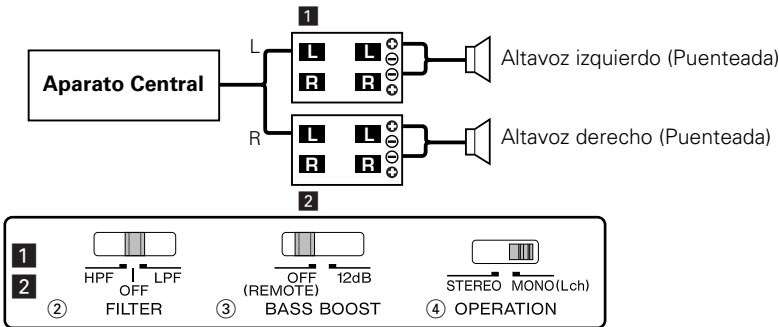 1
L
L L ⊕
⊖
Altavoz izquierdo (Puenteada)
Aparato Central
R R ⊖
⊕
R
L L ⊕
⊖
Altavoz derecho (Puenteada)
R R ⊖
⊕
2
1
2
HPF LPF
OFF
② FILTER
OFF 12dB
(REMOTE)
③ BASS BOOST
STEREO MONO(Lch)
④ OPERATION